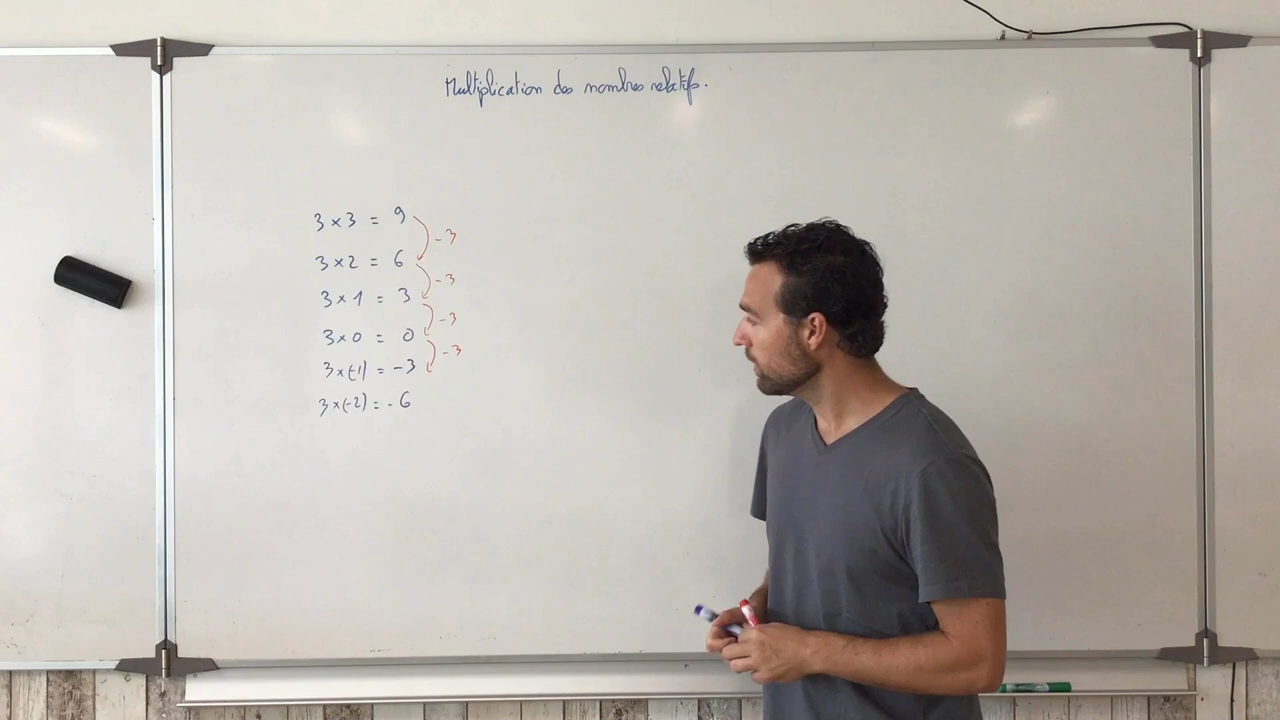 Multiplication des nombres relatifs.
3 × 3 = 9
-3
3 × 2 = 6
-3
3 × 1 = 3
-3
3 × 0 = 0
-3
3 × (-1) = -3
3 × (-2) = -6